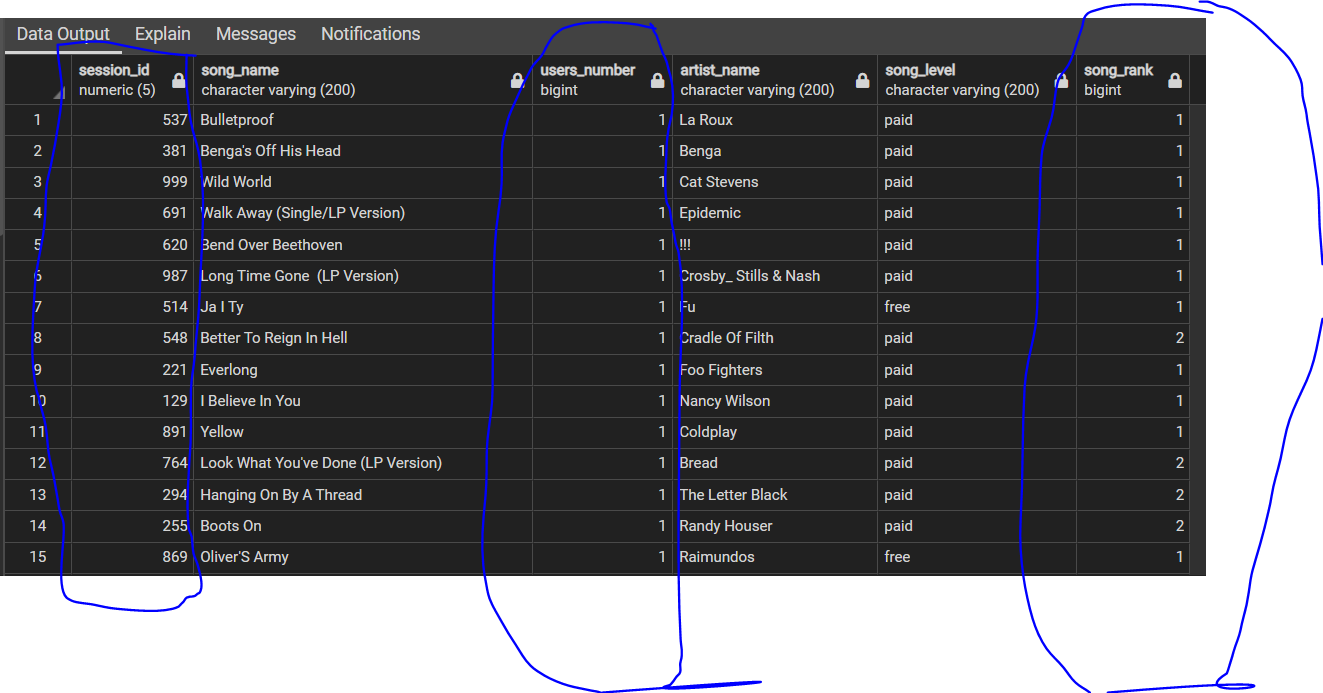 Data Output Explain Messages Notifications
session_id song_name users_number artist_name song_level song_rank
numeric (5) character varying (200) bigint character varying (200) character varying (200) bigint
1 537 Bulletproof 1 La Roux paid 1
2 381 Benga's Off His Head 1 Benga paid 1
3 999 Wild World 1 Cat Stevens paid 1
4 691 Walk Away (Single/LP Version) 1 Epidemic paid 1
5 620 Bend Over Beethoven 1 !!! paid 1
6 987 Long Time Gone (LP Version) 1 Crosby_ Stills & Nash paid 1
7 514 Ja I Ty 1 Fu free 1
8 548 Better To Reign In Hell 1 Cradle Of Filth paid 2
9 221 Everlong 1 Foo Fighters paid 1
10 129 I Believe In You 1 Nancy Wilson paid 1
11 891 Yellow 1 Coldplay paid 1
12 764 Look What You've Done (LP Version) 1 Bread paid 2
13 294 Hanging On By A Thread 1 The Letter Black paid 2
14 255 Boots On 1 Randy Houser paid 2
15 869 Oliver'S Army 1 Raimundos free 1